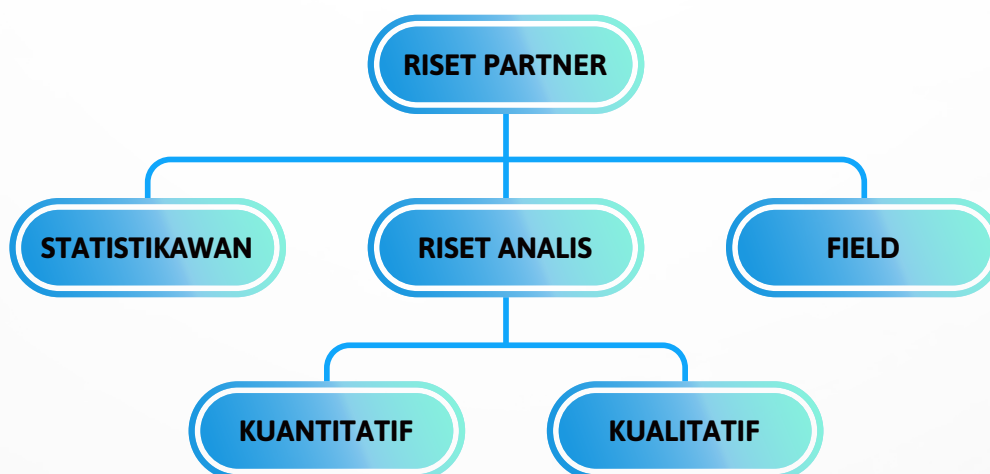 RISET PARTNER
STATISTIKAWAN
RISET ANALIS
FIELD
KUANTITATIF
KUALITATIF